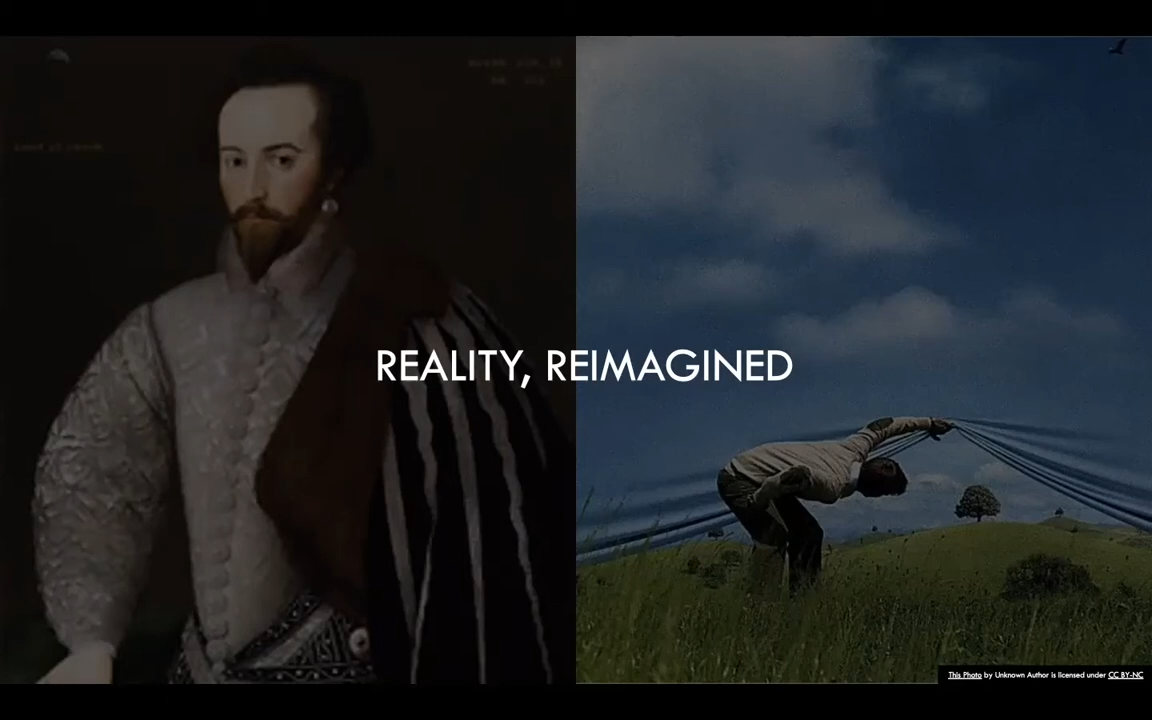 REALITY, REIMAGINED
This Photo by Unknown Author is licensed under CC BY-NC